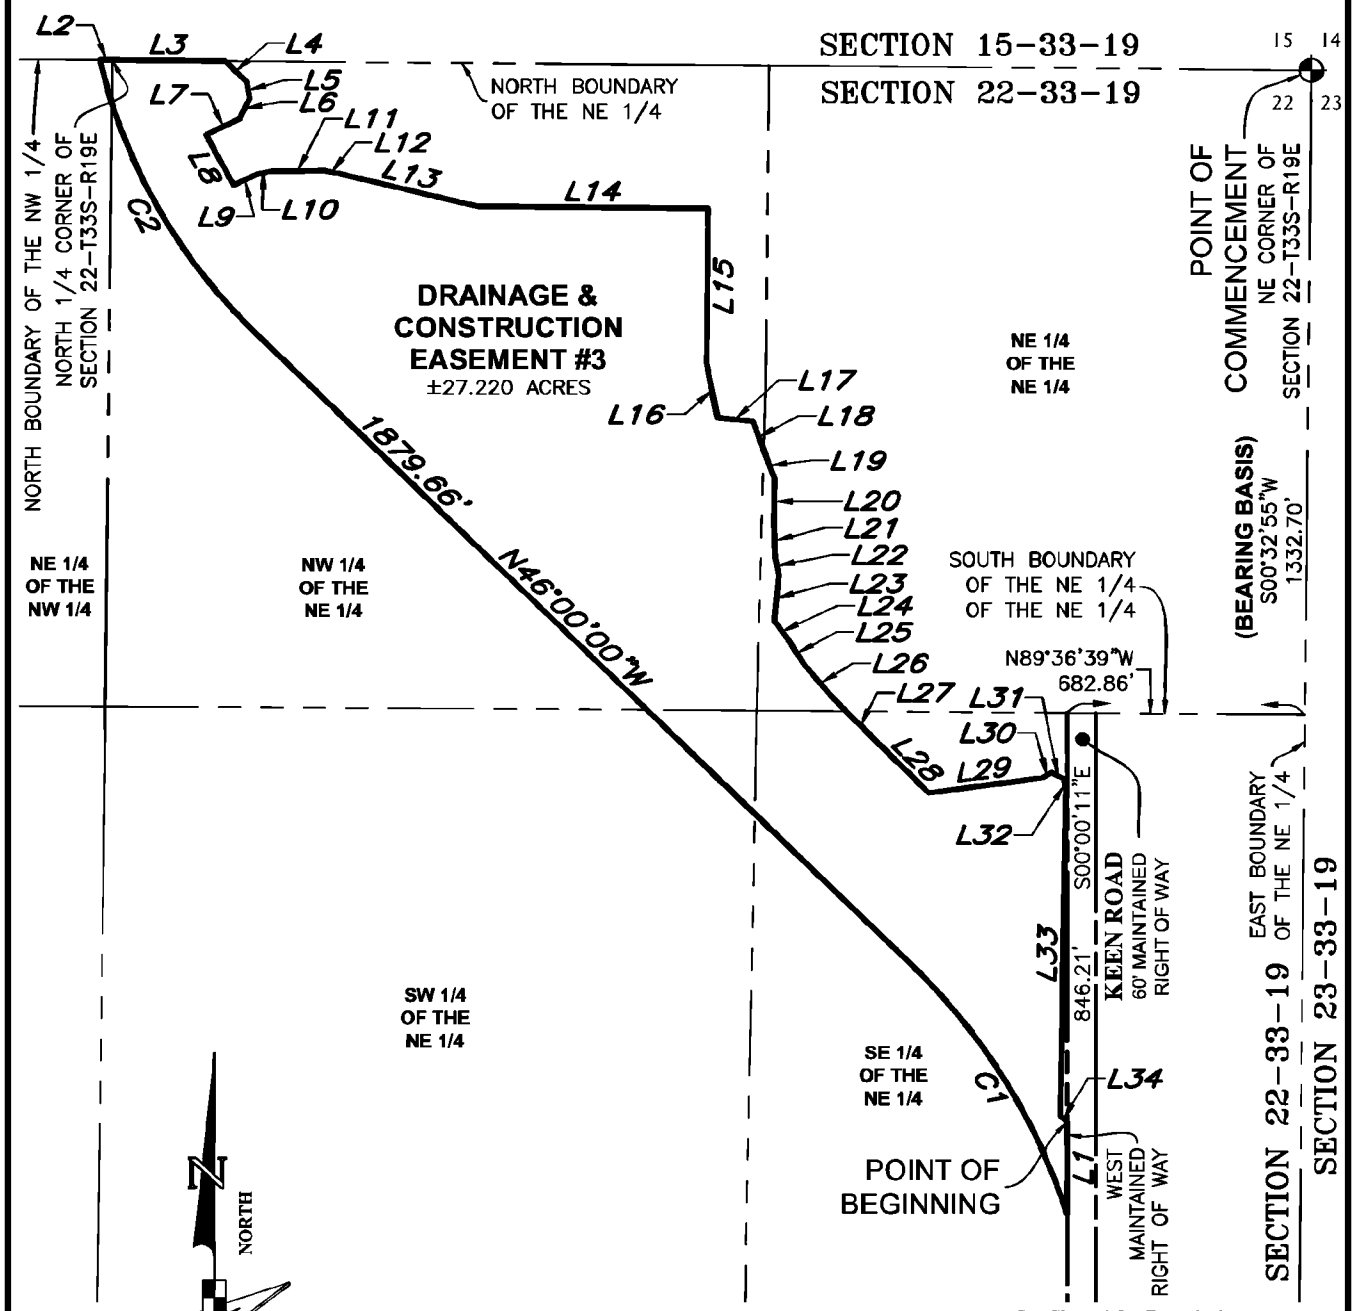 L2
L3
L4
SECTION 15-33-19
SECTION 22-33-19
15 14
22 23
L5
L6
L7
NORTH BOUNDARY
OF THE NE 1/4
L11
L12
L8
L13
L14
L9
L10
C2
NORTH BOUNDARY OF THE NW 1/4
NORTH 1/4 CORNER OF
SECTION 22-T33S-R19E
POINT OF
COMMENCEMENT
NE CORNER OF
SECTION 22-T33S-R19E
L15
DRAINAGE &
CONSTRUCTION
EASEMENT #3
±27.220 ACRES
NE 1/4
OF THE
NE 1/4
L16
L17
L18
L19
L20
L21
L22
L23
L24
L25
L26
L27
1879.66'
N46°00'00"W
(BEARING BASIS)
S00°32'55"W
1332.70'
NE 1/4
OF THE
NW 1/4
NW 1/4
OF THE
NE 1/4
SOUTH BOUNDARY
OF THE NE 1/4
OF THE NE 1/4
N89°36'39"W
682.86'
L31
L30
L28
L29
L32
S00°00'11"E
846.21'
L33
KEEN ROAD
60' MAINTAINED
RIGHT OF WAY
EAST BOUNDARY
OF THE NE 1/4
SECTION 22-33-19
SECTION 23-33-19
SW 1/4
OF THE
NE 1/4
SE 1/4
OF THE
NE 1/4
C1
L34
POINT OF
BEGINNING
L1
WEST
MAINTAINED
RIGHT OF WAY
N
NORTH